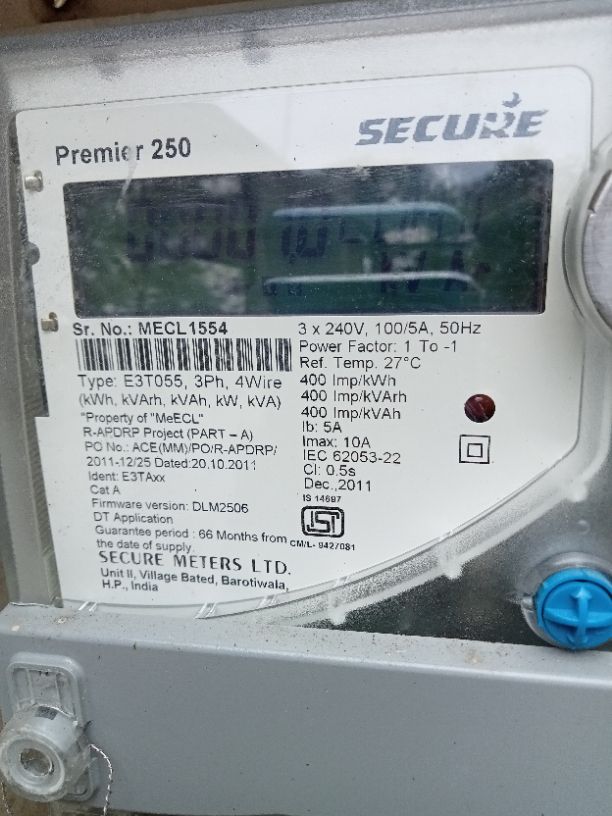 Premier 250
SECURE
Sr. No.: MECL1554
Type: E3T055, 3Ph, 4Wire
(kWh, kVArh, kVAh, kW, kVA)
"Property of "MeECL"
R-APDRP Project (PART – A)
PO No.: ACE(MM)/PO/R-APDRP/
2011-12/25 Dated:20.10.2011
Ident: E3TAxx
Cat A
Firmware version: DLM2506
DT Application
Guarantee period : 66 Months from
the date of supply.
SECURE METERS LTD.
Unit II, Village Bated, Barotiwala,
H.P., India
3 x 240V, 100/5A, 50Hz
Power Factor: 1 To -1
Ref. Temp. 27°C
400 Imp/kWh
400 Imp/kVArh
400 Imp/kVAh
Ib: 5A
Imax: 10A
IEC 62053-22
Cl: 0.5s
Dec.,2011
IS 14697
ISI
CM/L- 9427081